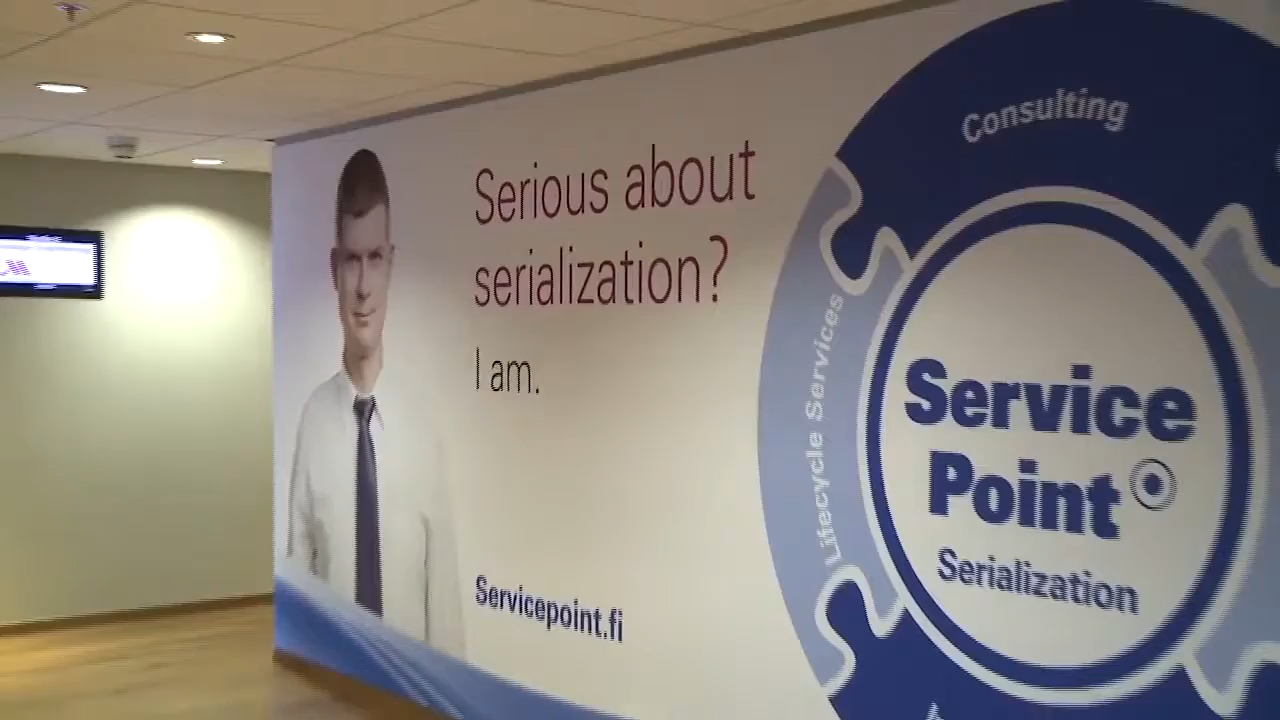 Serious about
serialization?
I am.
Servicepoint.fi
Consulting
Lifecycle Services
Service
Point
Serialization